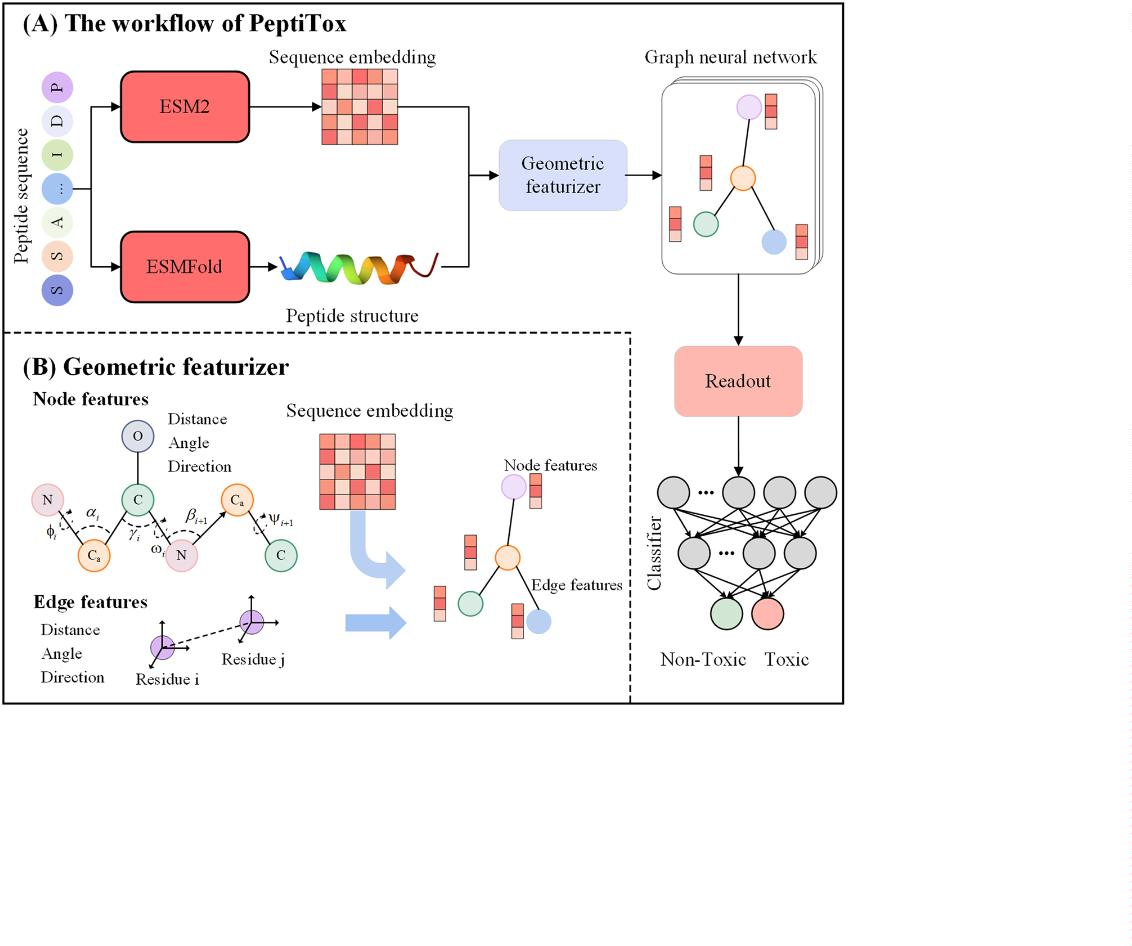 (A) The workflow of PeptiTox
Peptide sequence
P
D
I
...
A
S
S
ESM2
ESMFold
Sequence embedding
Peptide structure
Geometric
featurizer
Graph neural network
Readout
Classifier
...
...
Non-Toxic Toxic
(B) Geometric featurizer
Node features
Distance
Angle
Direction
O
N
C
Cₐ
ϕᵢ
αᵢ
γᵢ
ωᵢ
βᵢ₊₁
ψᵢ₊₁
Cₐ
N
C
Edge features
Distance
Angle
Direction
Residue i
Residue j
Sequence embedding
Node features
Edge features